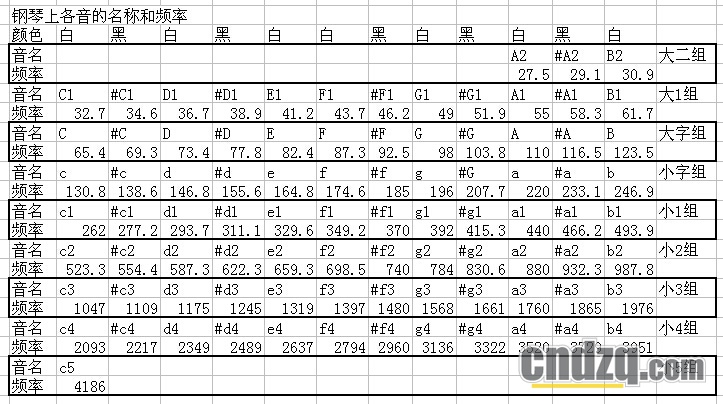 钢琴上各音的名称和频率
颜色 白 黑 白 黑 白 白 黑 白 黑 白 黑 白
音名 A2 #A2 B2 大二组
频率 27.5 29.1 30.9
音名 C1 #C1 D1 #D1 E1 F1 #F1 G1 #G1 A1 #A1 B1 大1组
频率 32.7 34.6 36.7 38.9 41.2 43.7 46.2 49 51.9 55 58.3 61.7
音名 C #C D #D E F #F G #G A #A B 大字组
频率 65.4 69.3 73.4 77.8 82.4 87.3 92.5 98 103.8 110 116.5 123.5
音名 c #c d #d e f #f g #G a #a b 小字组
频率 130.8 138.6 146.8 155.6 164.8 174.6 185 196 207.7 220 233.1 246.9
音名 c1 #c1 d1 #d1 e1 f1 #f1 g1 #g1 a1 #a1 b1 小1组
频率 262 277.2 293.7 311.1 329.6 349.2 370 392 415.3 440 466.2 493.9
音名 c2 #c2 d2 #d2 e2 f2 #f2 g2 #g2 a2 #a2 b2 小2组
频率 523.3 554.4 587.3 622.3 659.3 698.5 740 784 830.6 880 932.3 987.8
音名 c3 #c3 d3 #d3 e3 f3 #f3 g3 #g3 a3 #a3 b3 小3组
频率 1047 1109 1175 1245 1319 1397 1480 1568 1661 1760 1865 1976
音名 c4 #c4 d4 #d4 e4 f4 #f4 g4 #g4 a4 #a4 b4 小4组
频率 2093 2217 2349 2489 2637 2794 2960 3136 3322
音名 c5 小5组
频率 4186
cndzq.com